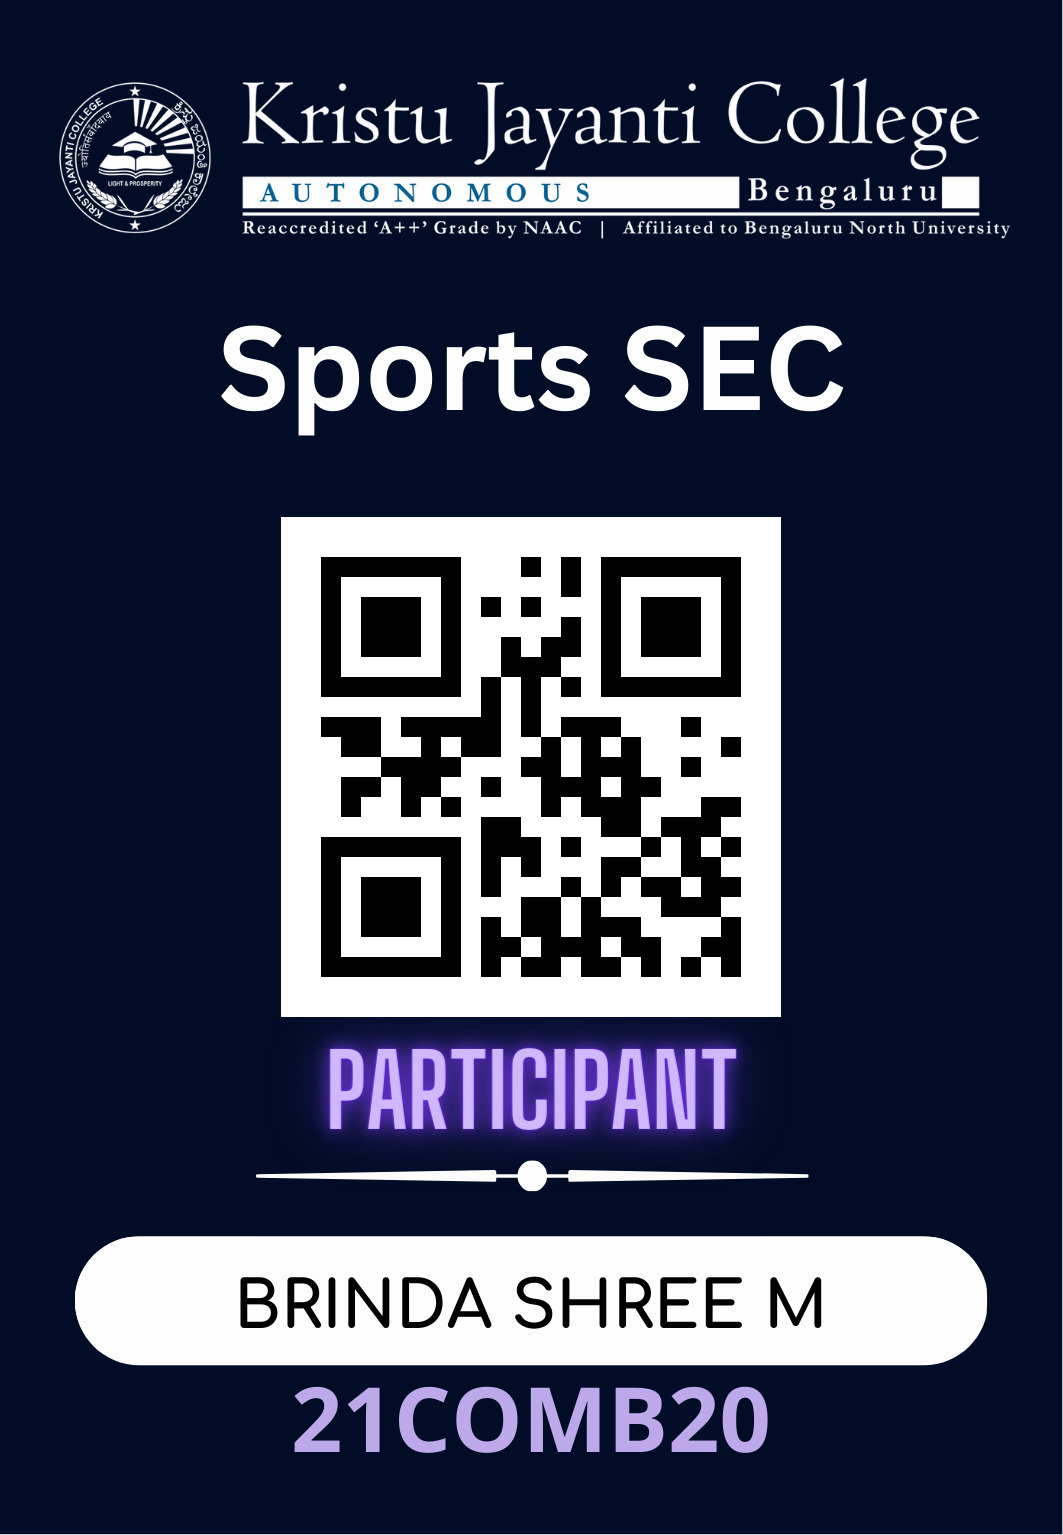 KRISTU JAYANTI COLLEGE
ಕ್ರಿಸ್ತು ಜಯಂತಿ ಕಾಲೇಜು
LIGHT & PROSPERITY
Kristu Jayanti College
AUTONOMOUS Bengaluru
Reaccredited ‘A++’ Grade by NAAC | Affiliated to Bengaluru North University
Sports SEC
PARTICIPANT
BRINDA SHREE M
21COMB20